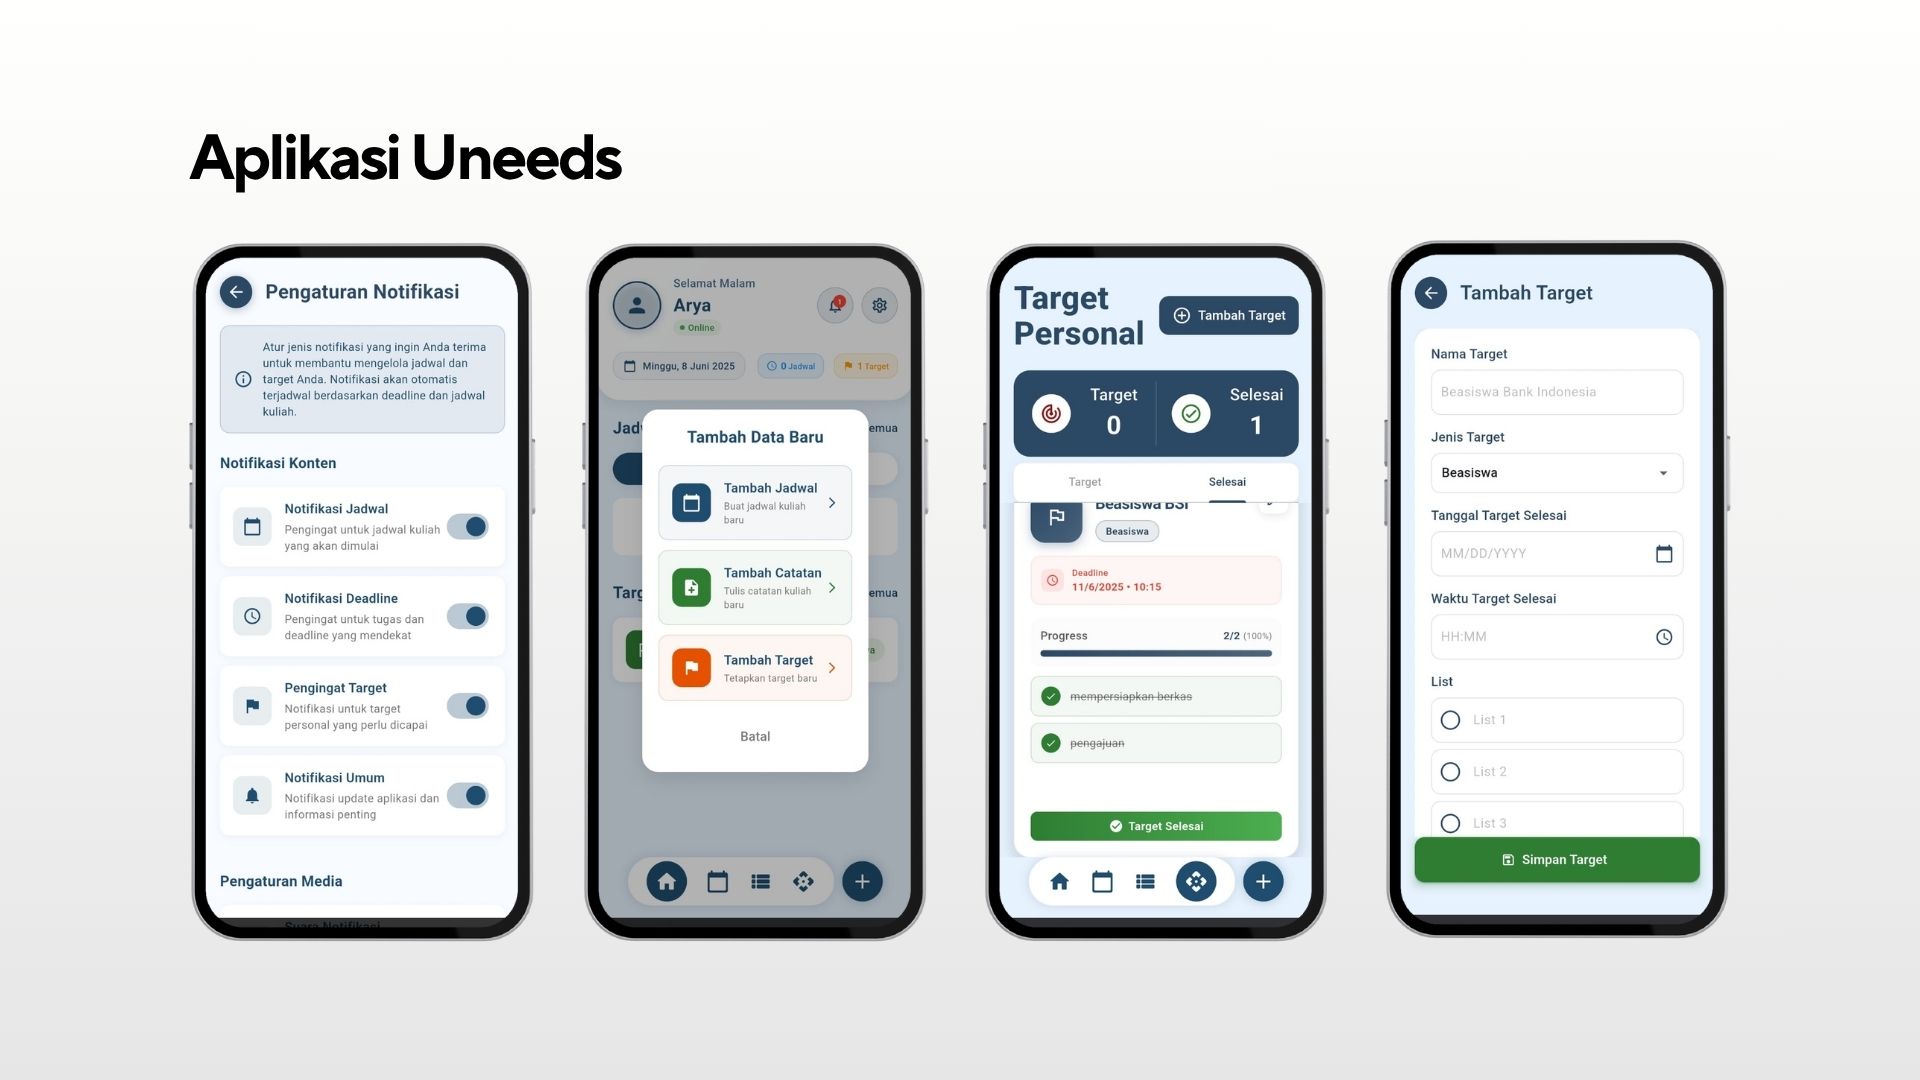 Aplikasi Uneeds
Pengaturan Notifikasi
Atur jenis notifikasi yang ingin Anda terima
untuk membantu mengelola jadwal dan
target Anda. Notifikasi akan otomatis
terjadwal berdasarkan deadline dan jadwal
kuliah.
Notifikasi Konten
Notifikasi Jadwal
Pengingat untuk jadwal kuliah
yang akan dimulai
Notifikasi Deadline
Pengingat untuk tugas dan
deadline yang mendekat
Pengingat Target
Notifikasi untuk target
personal yang perlu dicapai
Notifikasi Umum
Notifikasi update aplikasi dan
informasi penting
Pengaturan Media
Suara Notifikasi
Selamat Malam
Arya
Online
1
Minggu, 8 Juni 2025
0 Jadwal
1 Target
Jad
emua
Targ
emua
a
Tambah Data Baru
Tambah Jadwal
Buat jadwal kuliah
baru
Tambah Catatan
Tulis catatan kuliah
baru
Tambah Target
Tetapkan target baru
Batal
Target
Personal
Tambah Target
Target
0
Selesai
1
Target
Selesai
Beasiswa BSI
Beasiswa
Deadline
11/6/2025 • 10:15
Progress
2/2 (100%)
mempersiapkan berkas
pengajuan
Target Selesai
Tambah Target
Nama Target
Beasiswa Bank Indonesia
Jenis Target
Beasiswa
Tanggal Target Selesai
MM/DD/YYYY
Waktu Target Selesai
HH:MM
List
List 1
List 2
List 3
Simpan Target